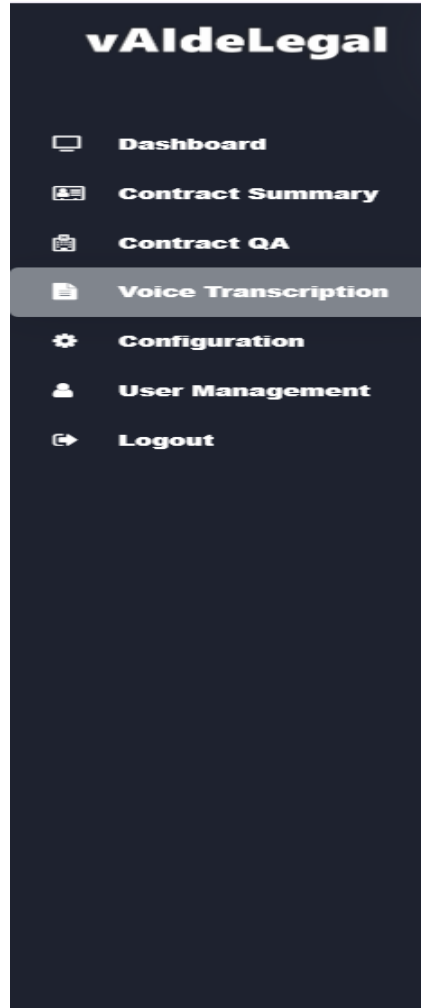 vAIdeLegal
Dashboard
Contract Summary
Contract QA
Voice Transcription
Configuration
User Management
Logout